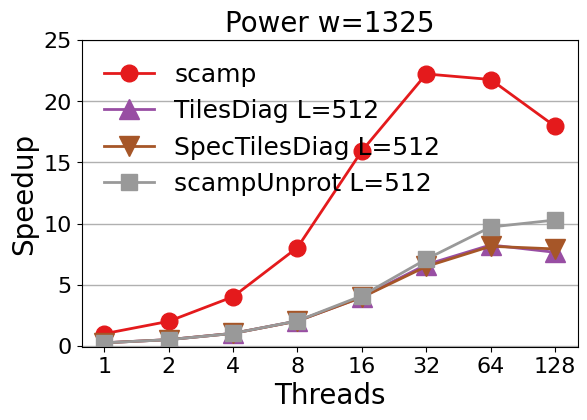 Power w=1325
25
20
15
10
5
0
Speedup
scamp
TilesDiag L=512
SpecTilesDiag L=512
scampUnprot L=512
1 2 4 8 16 32 64 128
Threads